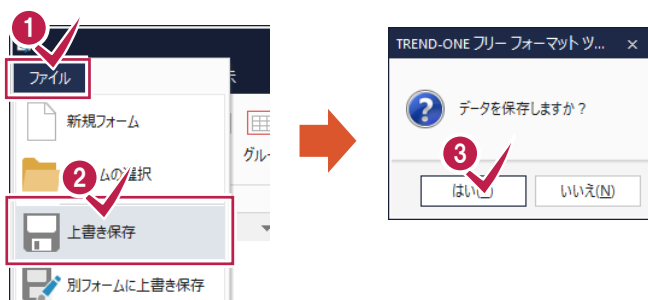 1
ファイル
新規フォーム
ムの選択
2
上書き保存
別フォームに上書き保存
グルー
TREND-ONE フリー フォーマット ツ... ×
データを保存しますか？
3
はい
いいえ(N)